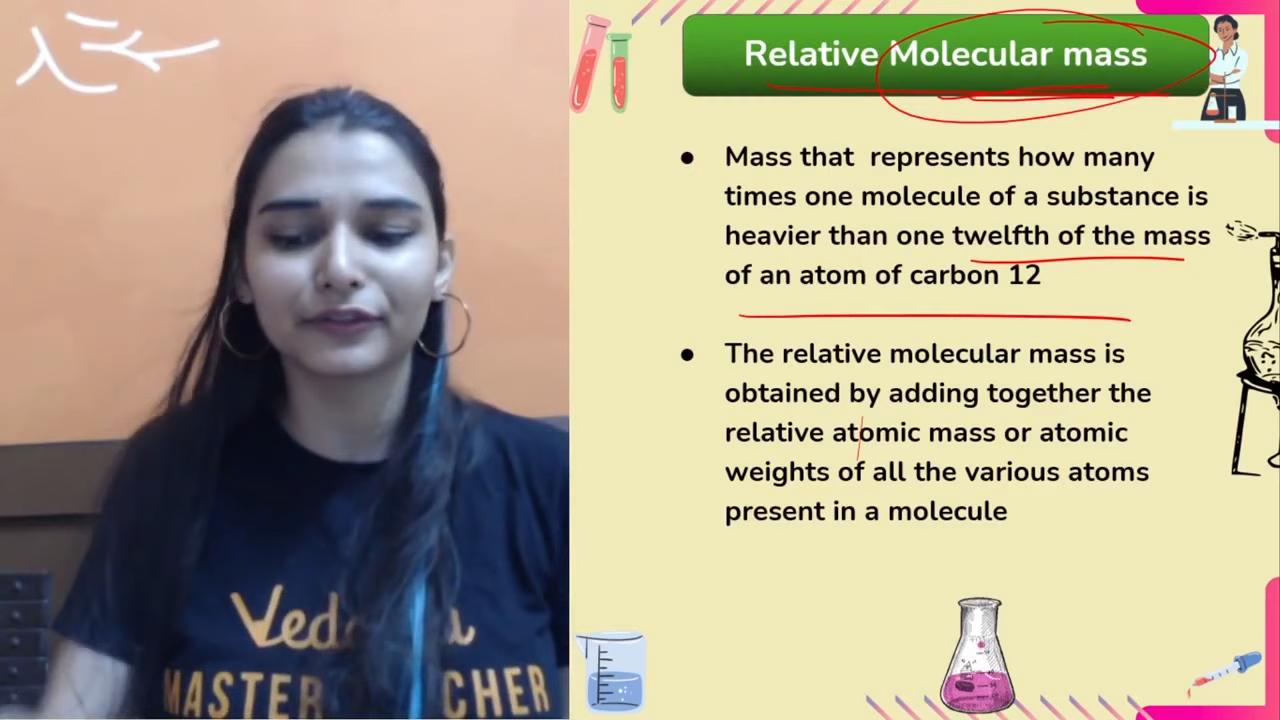 Relative Molecular mass
● Mass that represents how many
times one molecule of a substance is
heavier than one twelfth of the mass
of an atom of carbon 12
● The relative molecular mass is
obtained by adding together the
relative atomic mass or atomic
weights of all the various atoms
present in a molecule
MASTER